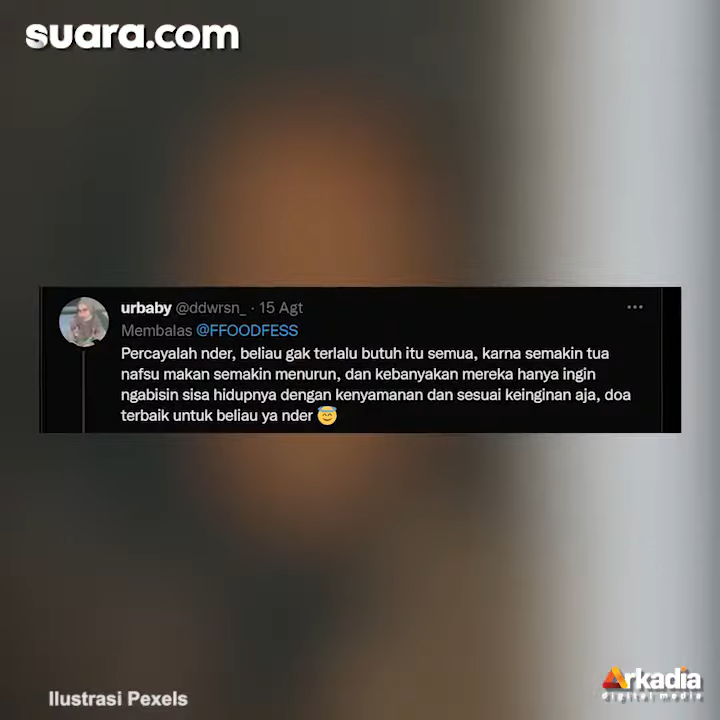 suara.com
urbaby @ddwrsn_ · 15 Agt
Membalas @FFOODFESS
Percayalah nder, beliau gak terlalu butuh itu semua, karna semakin tua
nafsu makan semakin menurun, dan kebanyakan mereka hanya ingin
ngabisin sisa hidupnya dengan kenyamanan dan sesuai keinginan aja, doa
terbaik untuk beliau ya nder 😇
Ilustrasi Pexels
Arkadia
digital media